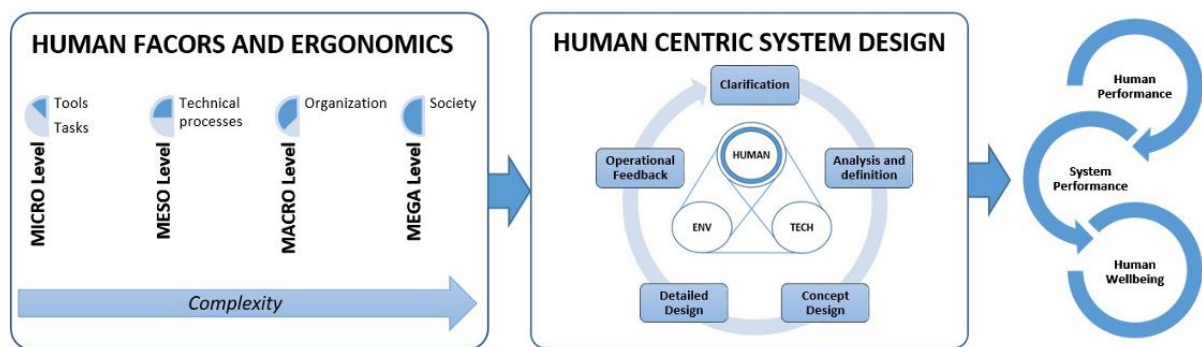 HUMAN FACORS AND ERGONOMICS
Tools
Tasks
MICRO Level
Technical
processes
MESO Level
Organization
MACRO Level
Society
MEGA Level
Complexity
HUMAN CENTRIC SYSTEM DESIGN
Clarification
Operational
Feedback
HUMAN
Analysis and
definition
ENV
TECH
Detailed
Design
Concept
Design
Human
Performance
System
Performance
Human
Wellbeing